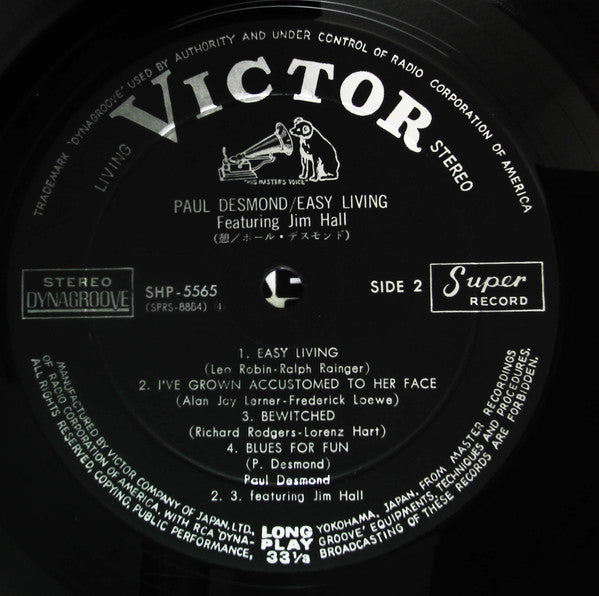 TRADEMARK "DYNAGROOVE" USED BY AUTHORITY AND UNDER CONTROL OF RADIO CORPORATION OF AMERICA
LIVING
VICTOR
STEREO
"HIS MASTER'S VOICE"
PAUL DESMOND/EASY LIVING
Featuring Jim Hall
(憩/ポール・デスモンド)
STEREO
DYNAGROOVE
SHP-5565
(SPRS-8884) 4
SIDE 2
Super
RECORD
1. EASY LIVING
(Leo Robin-Ralph Rainger)
2. I'VE GROWN ACCUSTOMED TO HER FACE
(Alan Jay Lerner-Frederick Loewe)
3. BEWITCHED
(Richard Rodgers-Lorenz Hart)
4. BLUES FOR FUN
(P. Desmond)
Paul Desmond
2. 3. featuring Jim Hall
MANUFACTURED BY VICTOR COMPANY OF JAPAN, LTD., YOKOHAMA, JAPAN, FROM MASTER RECORDINGS
OF RADIO CORPORATION OF AMERICA, WITH RCA 'DYNA-GROOVE' EQUIPMENTS, TECHNIQUES AND PROCEDURES.
ALL RIGHTS RESERVED, COPYING, PUBLIC PERFORMANCE, BROADCASTING OF THESE RECORDS ARE FORBIDDEN.
LONG
PLAY
33⅓